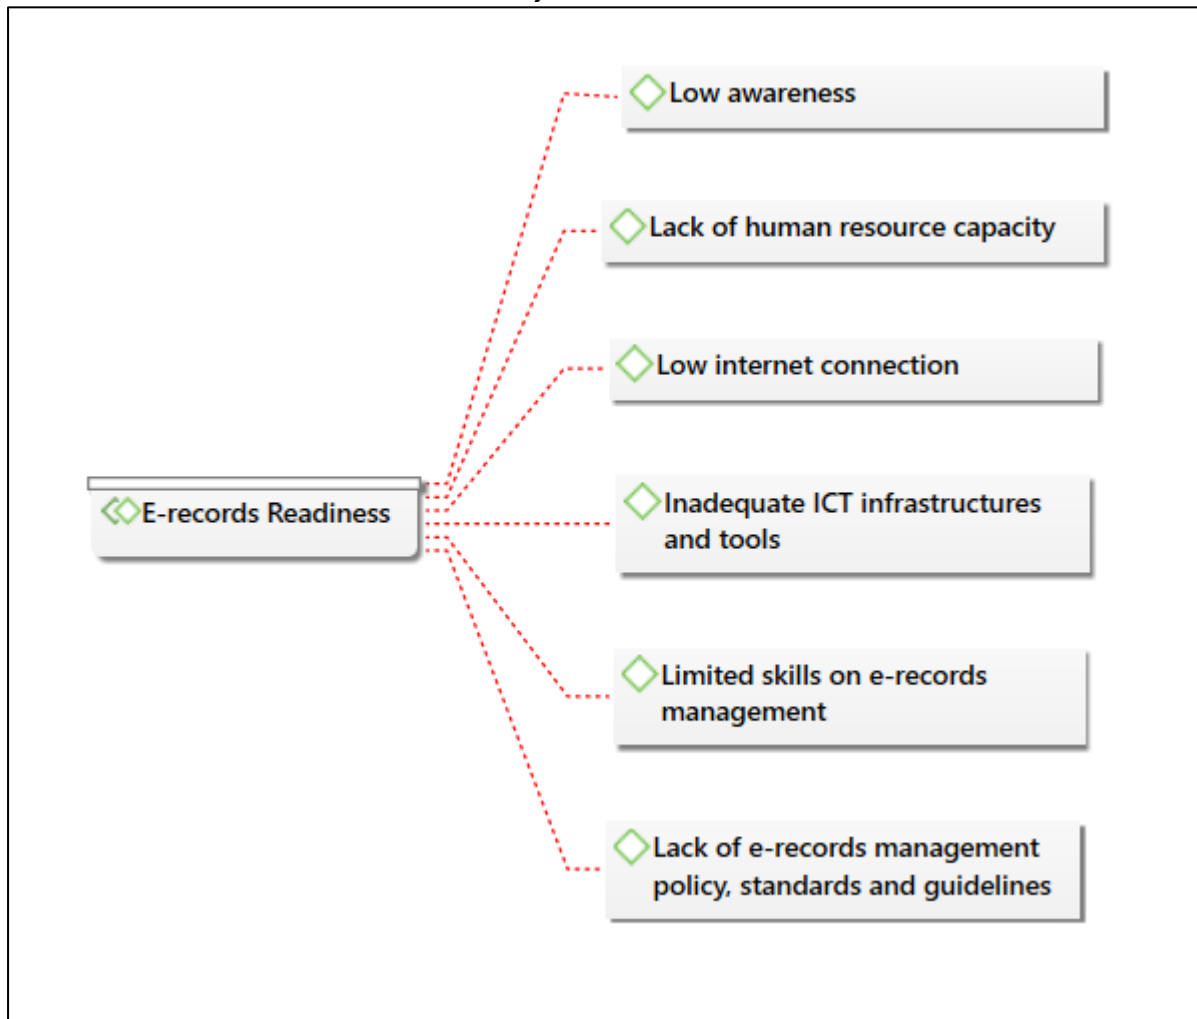 Low awareness
Lack of human resource capacity
Low internet connection
E-records Readiness
Inadequate ICT infrastructures
and tools
Limited skills on e-records
management
Lack of e-records management
policy, standards and guidelines